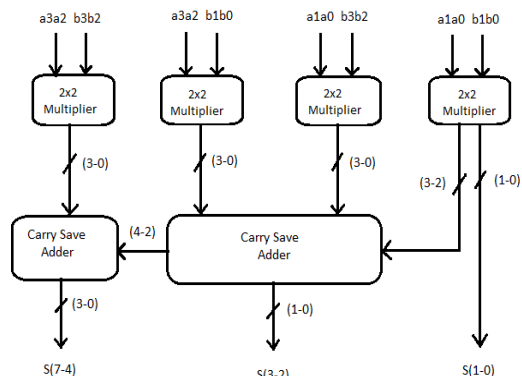 a3a2 b3b2 a3a2 b1b0 a1a0 b3b2 a1a0 b1b0
2x2
Multiplier
2x2
Multiplier
2x2
Multiplier
2x2
Multiplier
(3-0)
(3-0)
(3-0)
(3-2)
(1-0)
Carry Save
Adder
(4-2)
Carry Save
Adder
(3-0)
(1-0)
S(7-4)
S(3-2)
S(1-0)